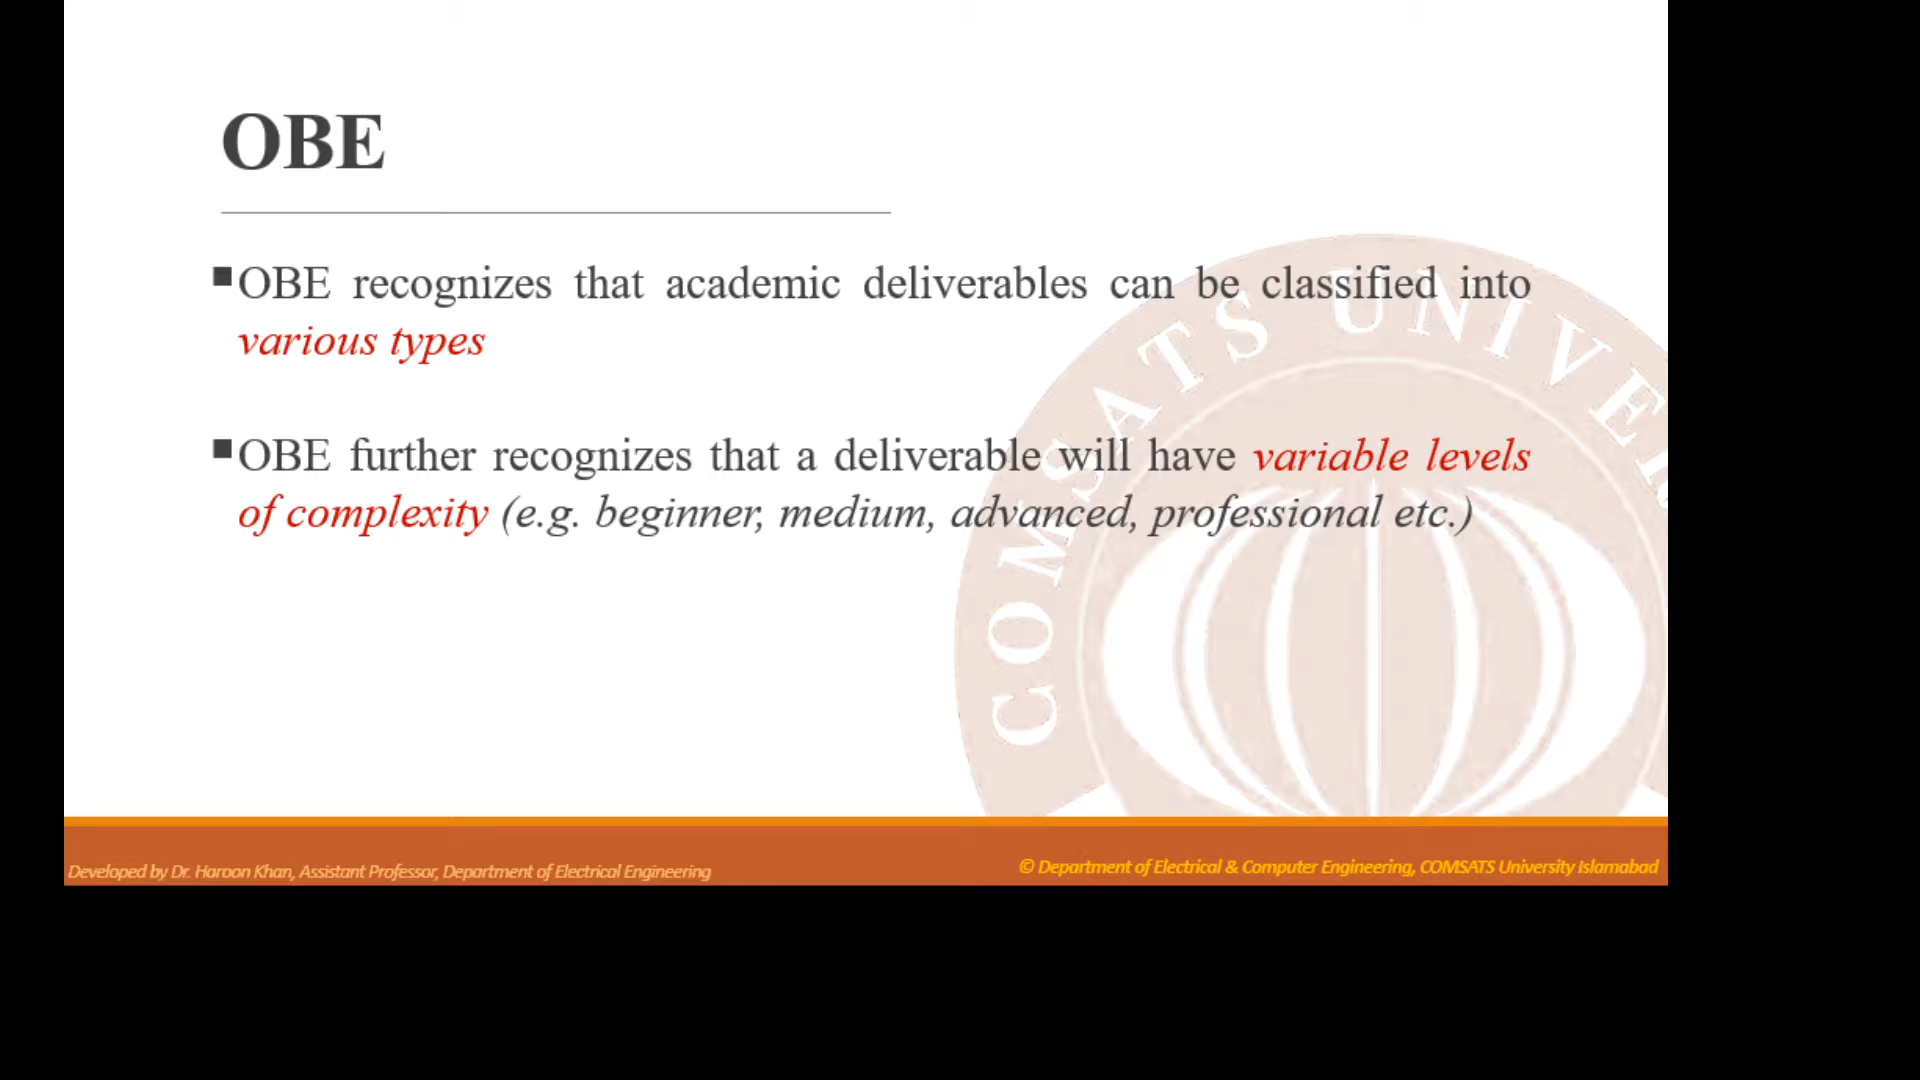 OBE
▪OBE recognizes that academic deliverables can be classified into
various types
▪OBE further recognizes that a deliverable will have variable levels
of complexity (e.g. beginner, medium, advanced, professional etc.)
COMSATS UNIVER
Developed by Dr. Haroon Khan, Assistant Professor, Department of Electrical Engineering
© Department of Electrical & Computer Engineering, COMSATS University Islamabad